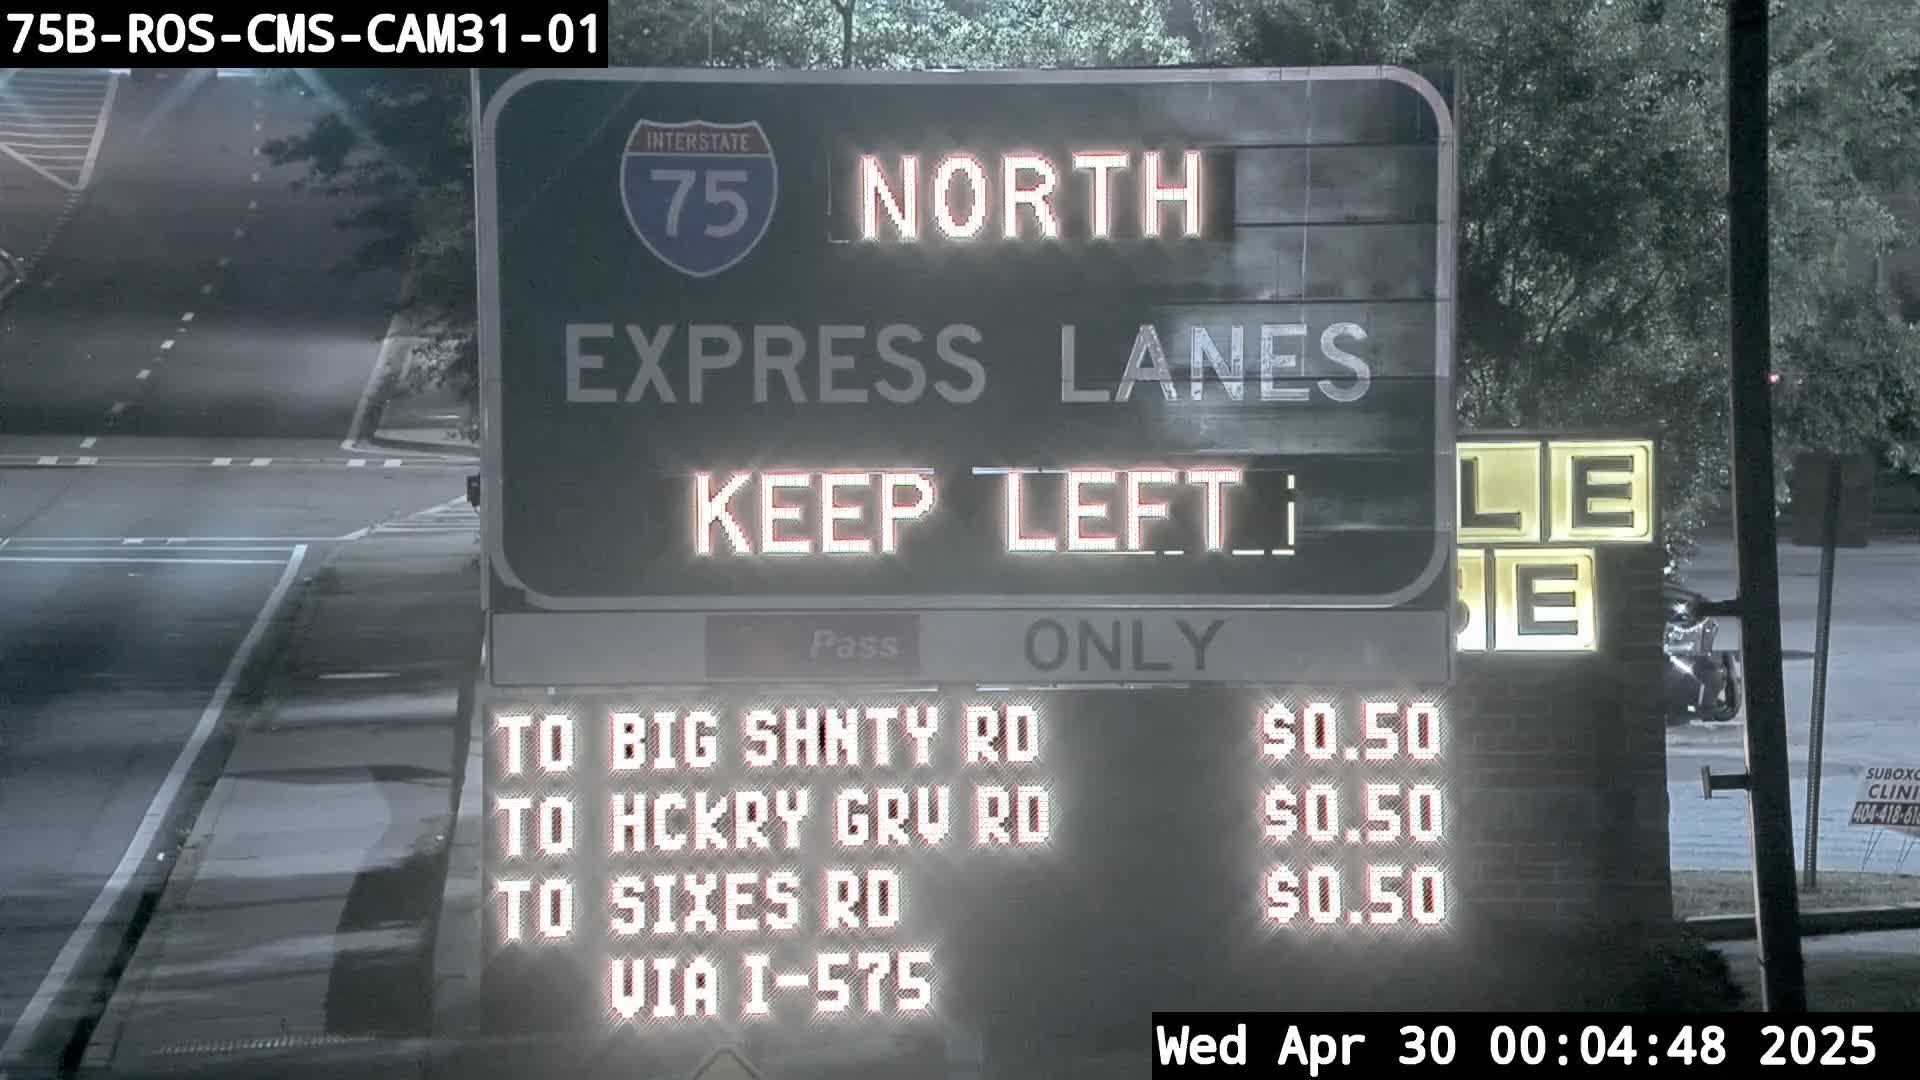 75B-ROS-CMS-CAM31-01
INTERSTATE
75
NORTH
EXPRESS LANES
KEEP LEFT
Pass ONLY
TO BIG SHNTY RD $0.50
TO HCKRY GRV RD $0.50
TO SIXES RD $0.50
VIA I-575
LE
E
CLINI
Wed Apr 30 00:04:48 2025